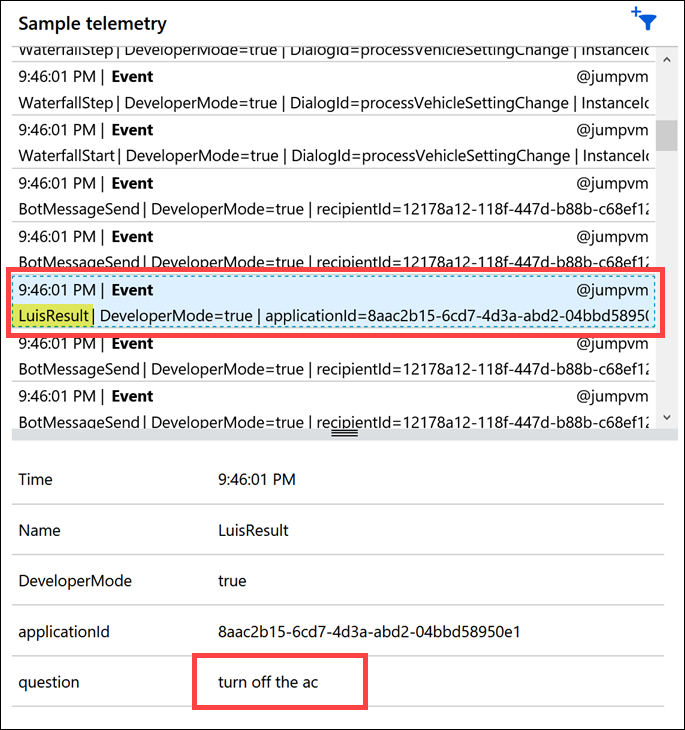 Sample telemetry
WaterfallStep | DeveloperMode=true | DialogId=processVehicleSettingChange | InstanceId
9:46:01 PM | Event @jumpvm
WaterfallStep | DeveloperMode=true | DialogId=processVehicleSettingChange | InstanceId
9:46:01 PM | Event @jumpvm
WaterfallStart | DeveloperMode=true | DialogId=processVehicleSettingChange | InstanceId
9:46:01 PM | Event @jumpvm
BotMessageSend | DeveloperMode=true | recipientId=12178a12-118f-447d-b88b-c68ef12
9:46:01 PM | Event @jumpvm
BotMessageSend | DeveloperMode=true | recipientId=12178a12-118f-447d-b88b-c68ef12
9:46:01 PM | Event @jumpvm
LuisResult | DeveloperMode=true | applicationId=8aac2b15-6cd7-4d3a-abd2-04bbd58950
9:46:01 PM | Event @jumpvm
BotMessageSend | DeveloperMode=true | recipientId=12178a12-118f-447d-b88b-c68ef12
9:46:01 PM | Event @jumpvm
BotMessageSend | DeveloperMode=true | recipientId=12178a12-118f-447d-b88b-c68ef12
Time 9:46:01 PM
Name LuisResult
DeveloperMode true
applicationId 8aac2b15-6cd7-4d3a-abd2-04bbd58950e1
question turn off the ac